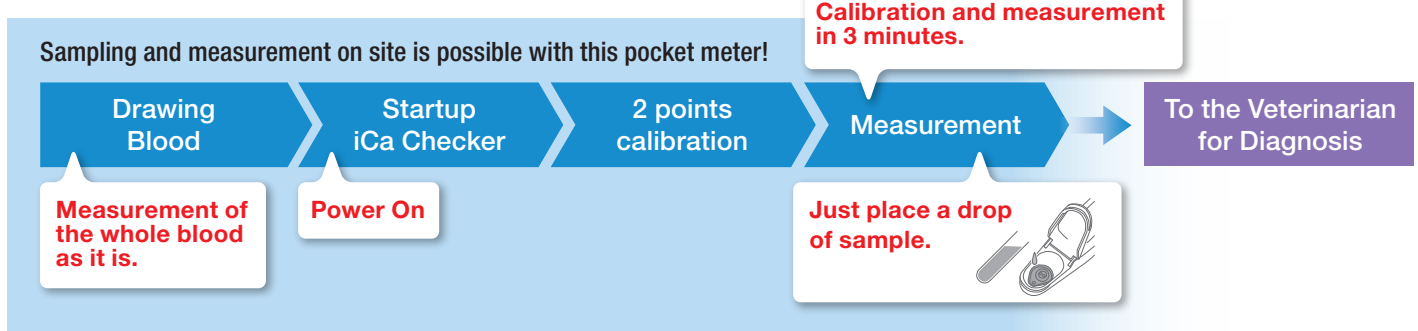 Calibration and measurement
in 3 minutes.
Sampling and measurement on site is possible with this pocket meter!
Drawing
Blood
Startup
iCa Checker
2 points
calibration
Measurement
To the Veterinarian
for Diagnosis
Measurement of
the whole blood
as it is.
Power On
Just place a drop
of sample.